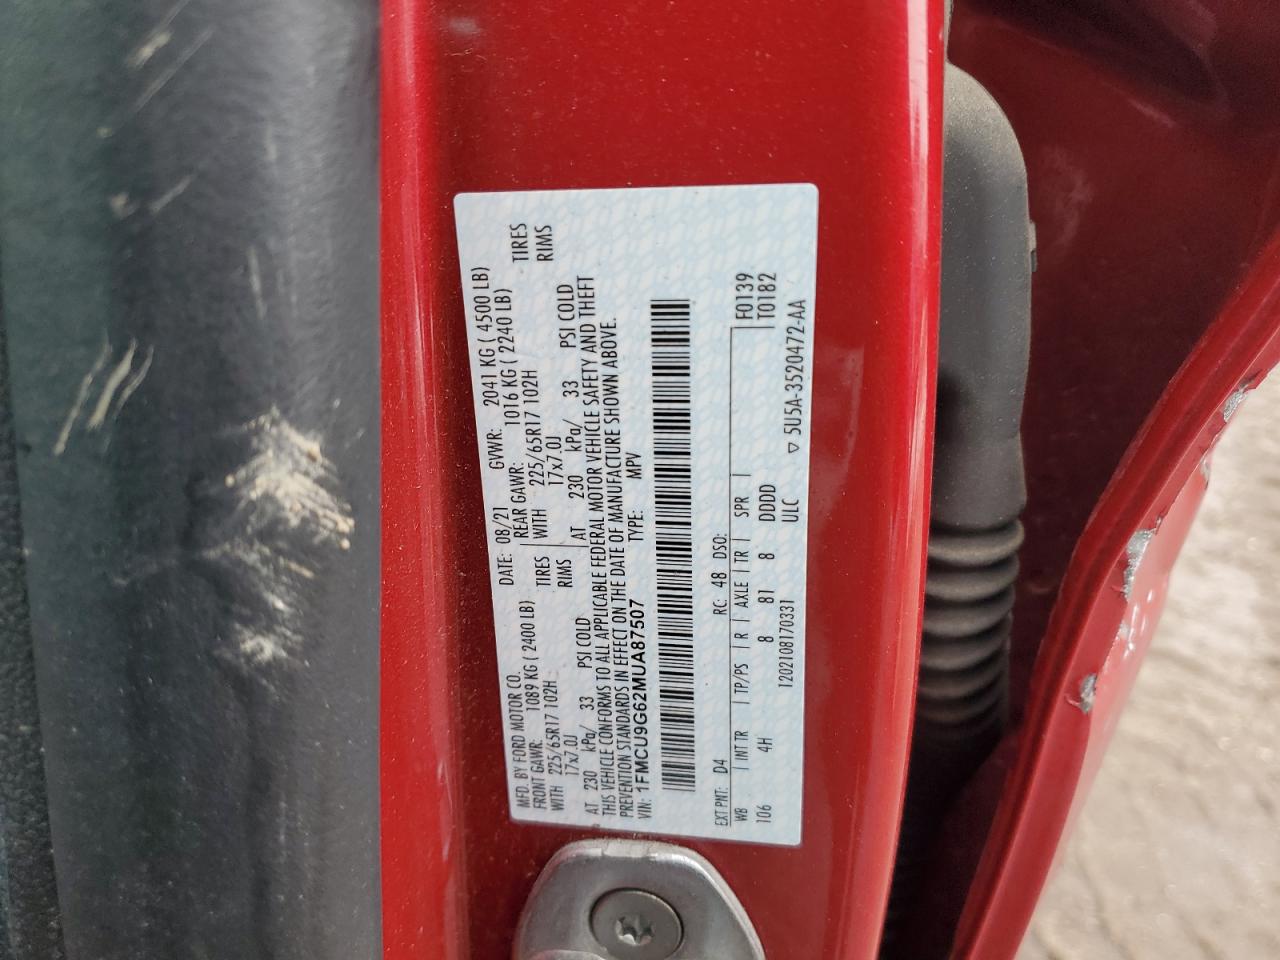 MFD. BY FORD MOTOR CO.
DATE: 08/21 GVWR: 2041 KG ( 4500 LB)
FRONT GAWR: 1089 KG ( 2400 LB) REAR GAWR: 1016 KG ( 2240 LB)
WITH 225/65R17 102H TIRES WITH 225/65R17 102H TIRES
17x7.0J RIMS 17x7.0J RIMS
AT 230 kPa/ 33 PSI COLD AT 230 kPa/ 33 PSI COLD
THIS VEHICLE CONFORMS TO ALL APPLICABLE FEDERAL MOTOR VEHICLE SAFETY AND THEFT
PREVENTION STANDARDS IN EFFECT ON THE DATE OF MANUFACTURE SHOWN ABOVE.
VIN: 1FMCU9G62MUA87507 TYPE: MPV
EXT PNT: D4 RC: 48 DSO: F0139
WB INT TR TP/PS R AXLE TR SPR T0182
106 4H 8 81 8 DDDD
1202108170331 ULC ▽ 5U5A-3520472-AA